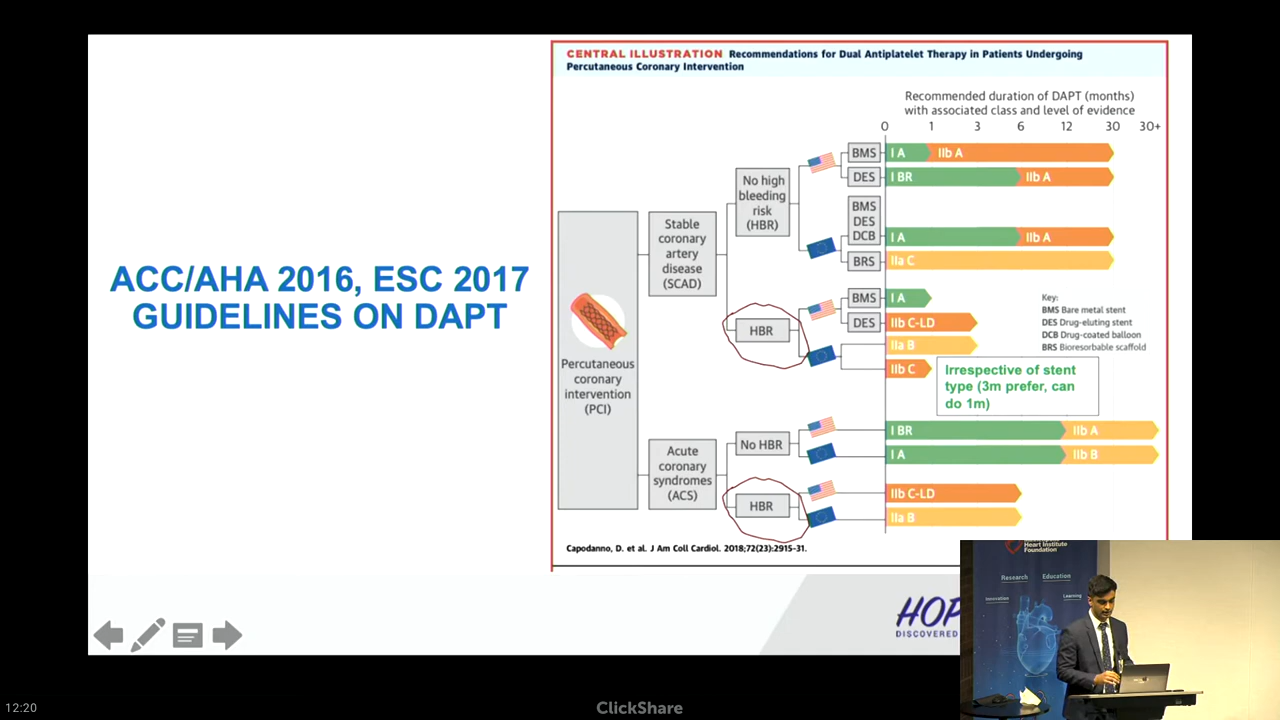 CENTRAL ILLUSTRATION Recommendations for Dual Antiplatelet Therapy in Patients Undergoing
Percutaneous Coronary Intervention
ACC/AHA 2016, ESC 2017
GUIDELINES ON DAPT
Recommended duration of DAPT (months)
with associated class and level of evidence
0 1 3 6 12 30 30+
Percutaneous
coronary
intervention
(PCI)
Stable
coronary
artery
disease
(SCAD)
No high
bleeding
risk
(HBR)
BMS I A IIb A
DES I BR IIb A
BMS
DES
DCB I A IIb A
BRS IIa C
HBR
BMS I A
DES IIb C-LD
IIa B
IIb C
Key:
BMS Bare metal stent
DES Drug-eluting stent
DCB Drug-coated balloon
BRS Bioresorbable scaffold
Irrespective of stent
type (3m prefer, can
do 1m)
Acute
coronary
syndromes
(ACS)
No HBR
I BR IIb A
I A IIb B
HBR
IIb C-LD
IIa B
Capodanno, D. et al. J Am Coll Cardiol. 2018;72(23):2915-31.
HOP
DISCOVERED
Heart Institute
Foundation
Research Education
Innovation Learning
12:20
ClickShare